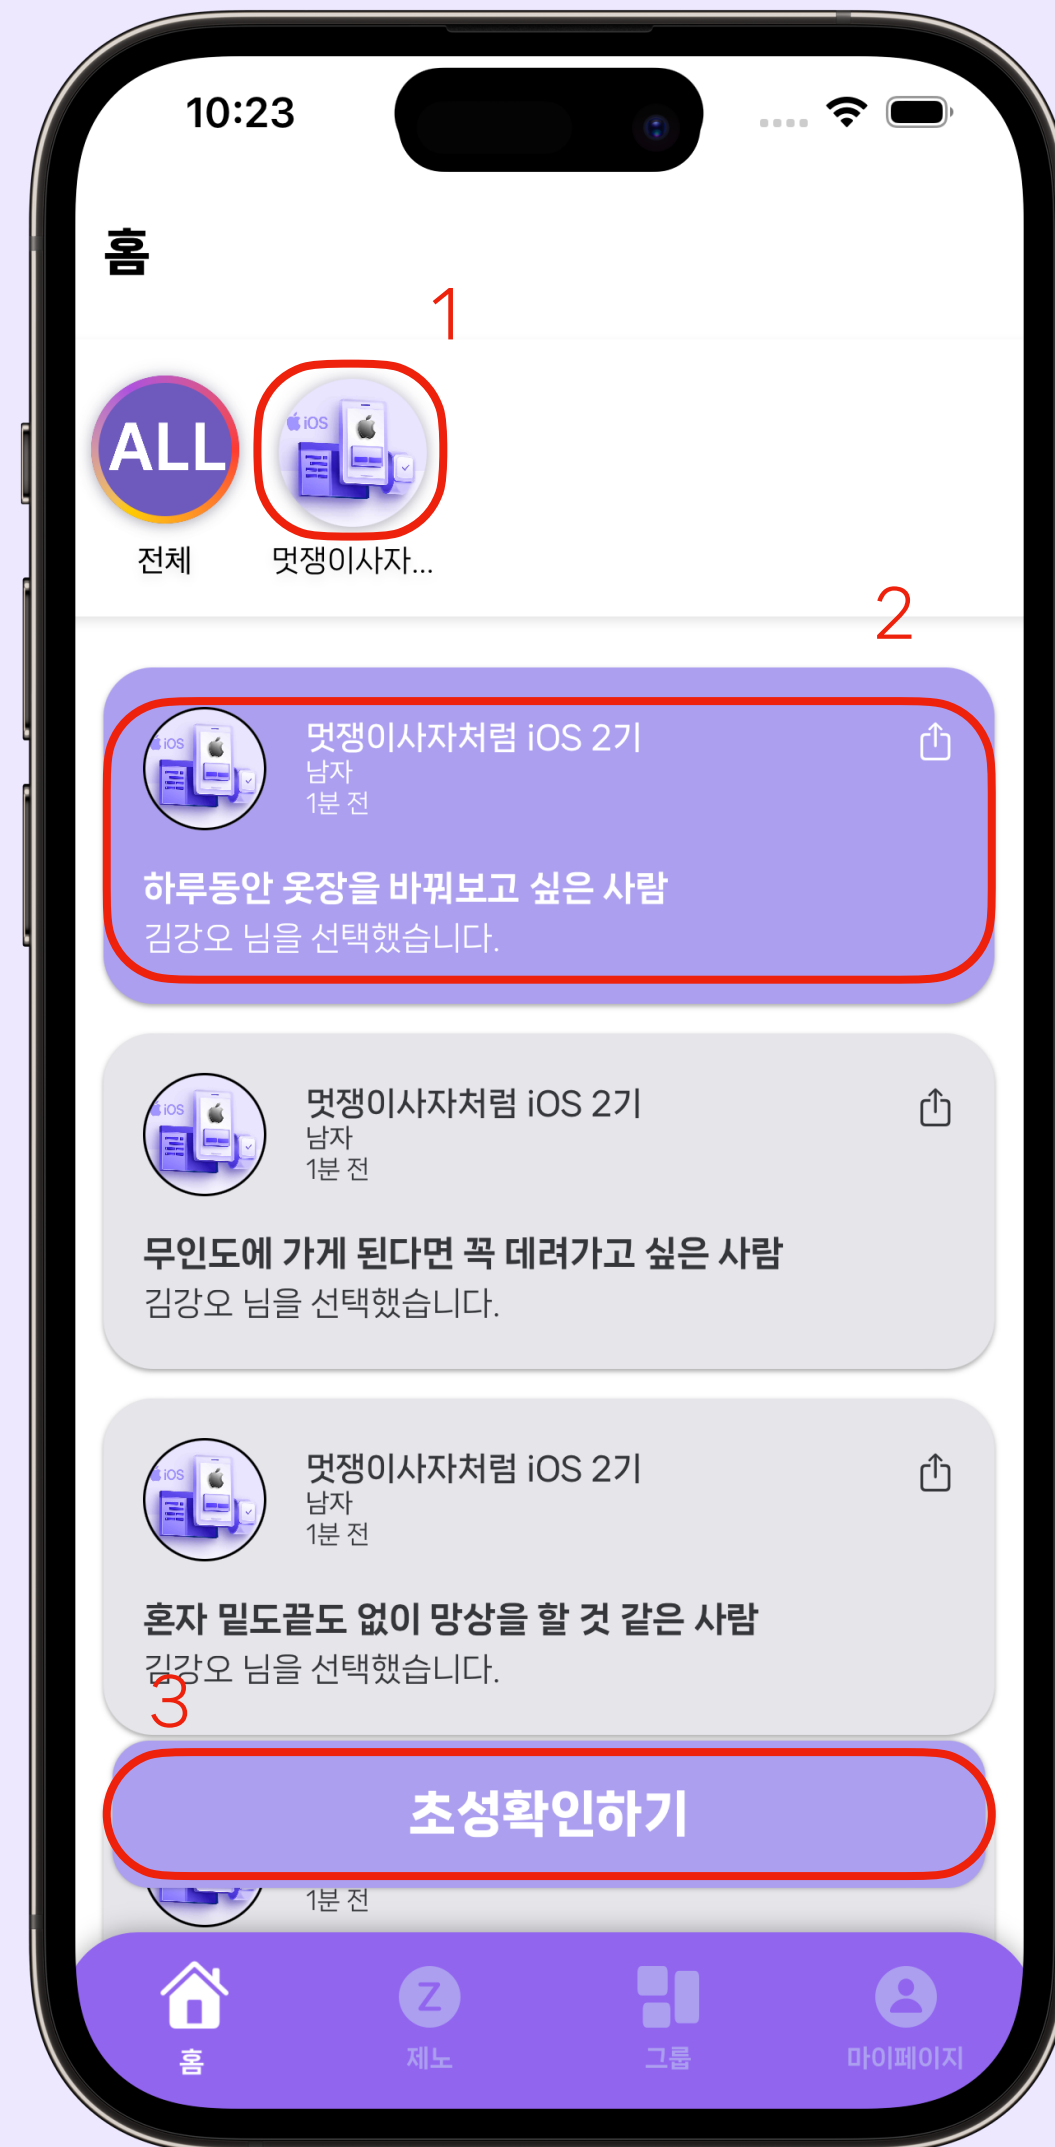 10:23
홈
1
ALL
iOS
전체
멋쟁이사자...
2
iOS
멋쟁이사자처럼 iOS 2기
남자
1분 전
하루동안 옷장을 바꿔보고 싶은 사람
김강오 님을 선택했습니다.
iOS
멋쟁이사자처럼 iOS 2기
남자
1분 전
무인도에 가게 된다면 꼭 데려가고 싶은 사람
김강오 님을 선택했습니다.
iOS
멋쟁이사자처럼 iOS 2기
남자
1분 전
혼자 밑도끝도 없이 망상을 할 것 같은 사람
김강오 님을 선택했습니다.
3
초성확인하기
1분 전
Z
홈
제노
그룹
마이페이지